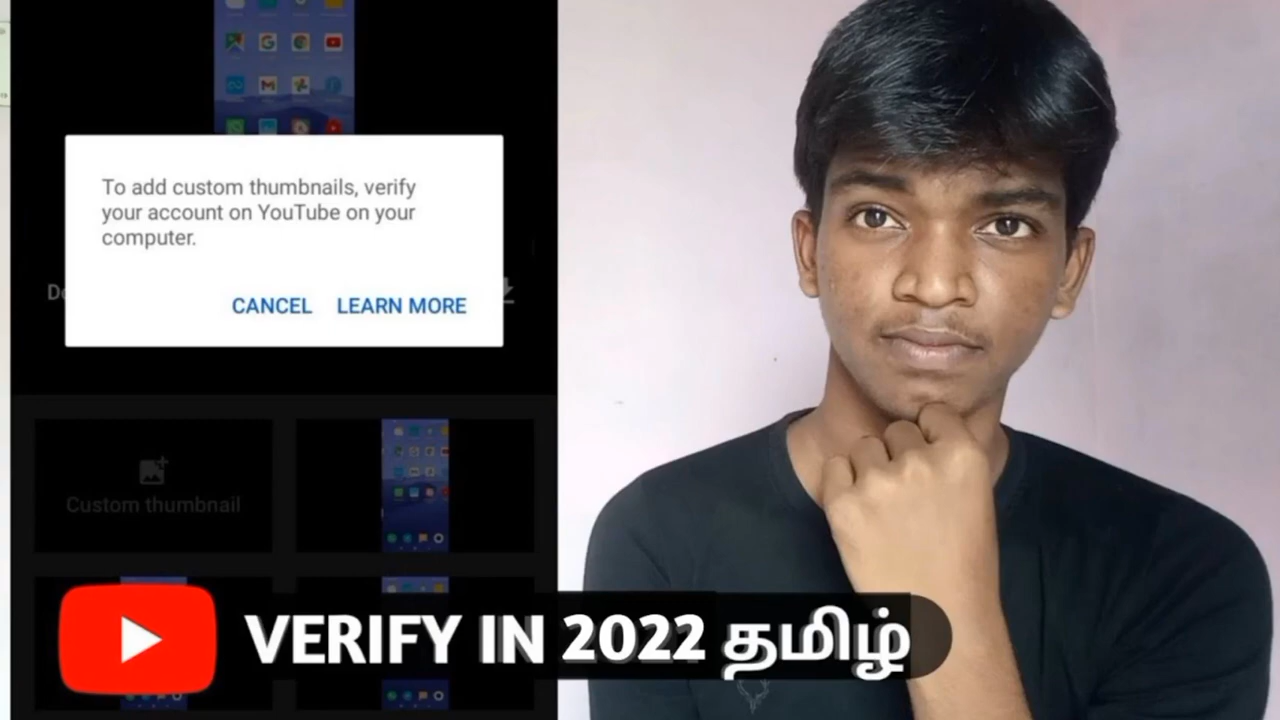 To add custom thumbnails, verify
your account on YouTube on your
computer.
De
CANCEL LEARN MORE
Custom thumbnail
VERIFY IN 2022 தமிழ்